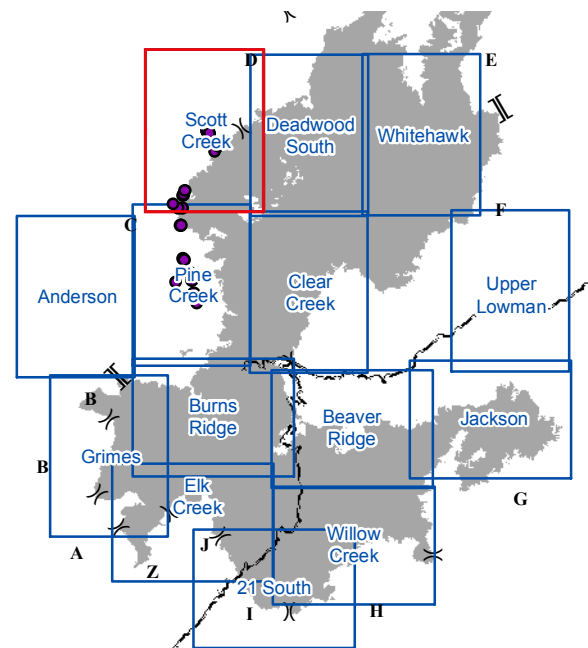 D
E
Scott
Creek
Deadwood
South
Whitehawk
C
F
Anderson
Pine
Creek
Clear
Creek
Upper
Lowman
B
Burns
Ridge
Beaver
Ridge
Jackson
B
Grimes
Elk
Creek
G
A
J
Willow
Creek
Z
21 South
I
H